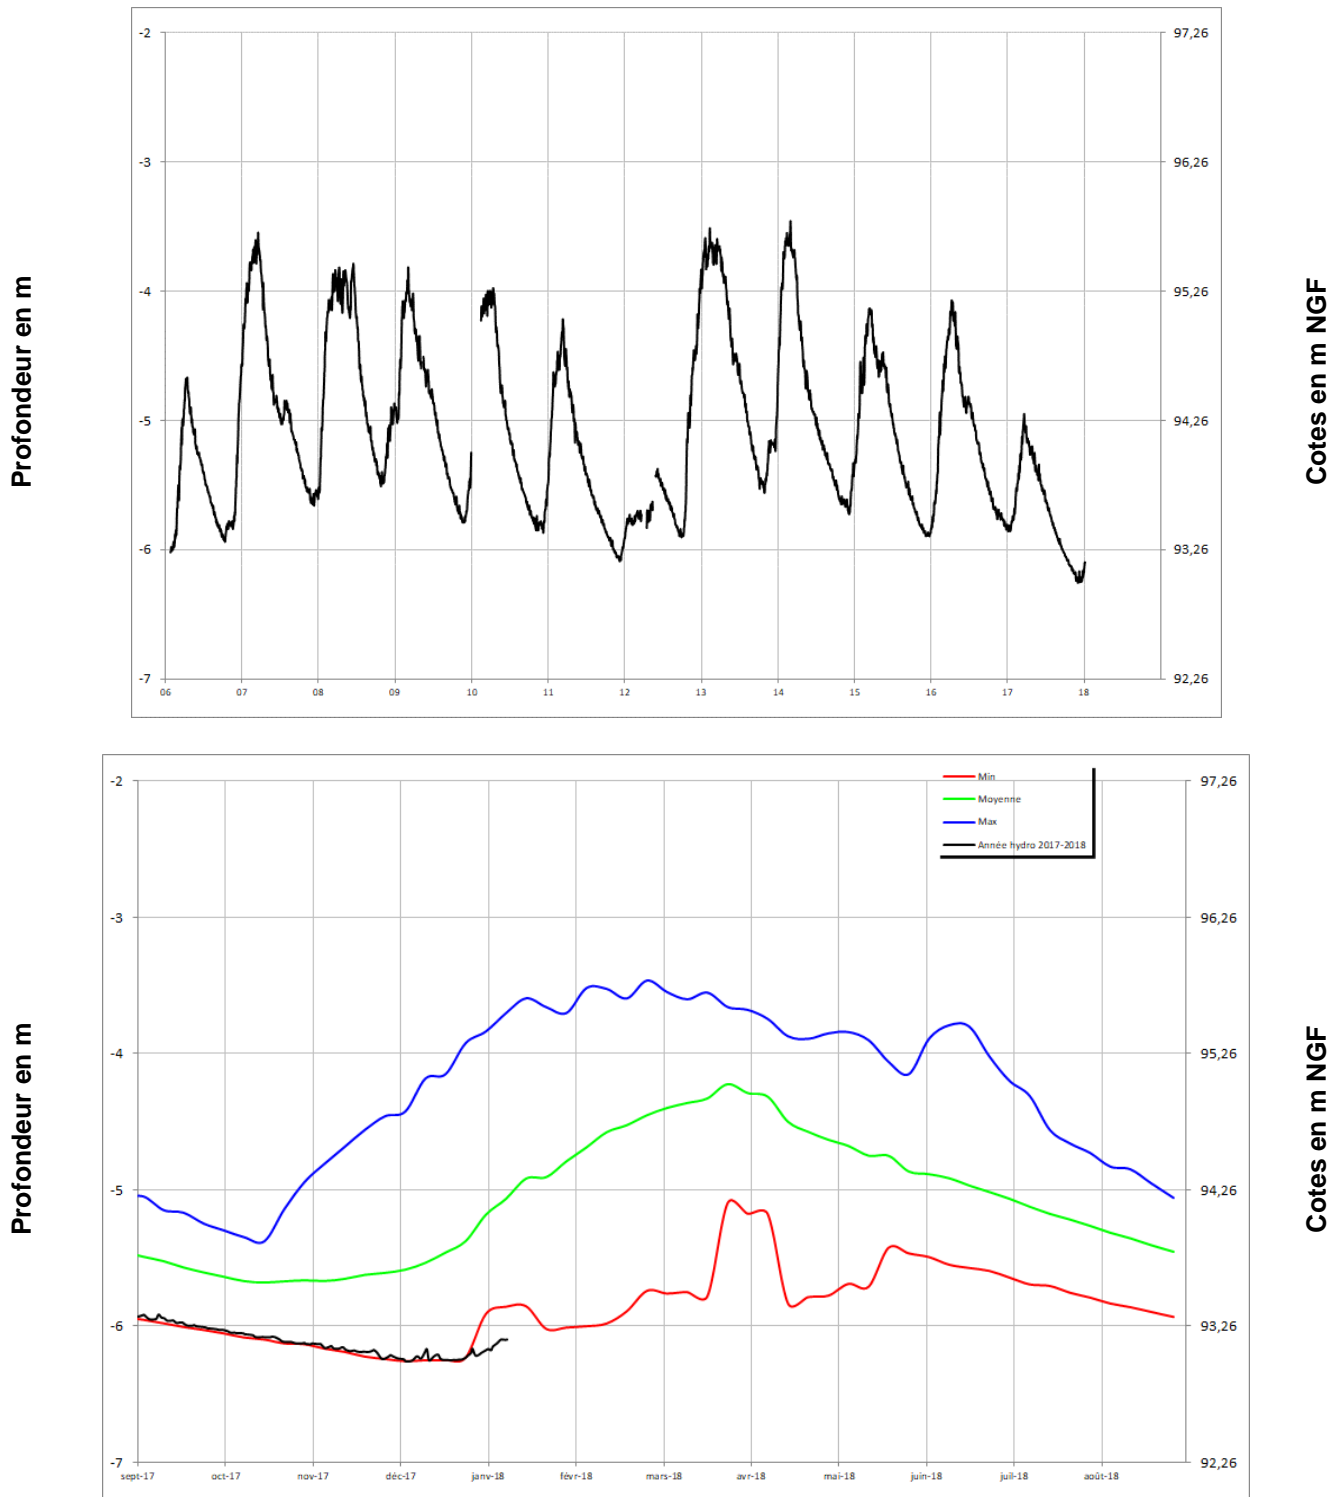 Profondeur en m
Cotes en m NGF
-2
-3
-4
-5
-6
-7
97,26
96,26
95,26
94,26
93,26
92,26
06 07 08 09 10 11 12 13 14 15 16 17 18
Profondeur en m
Cotes en m NGF
-2
-3
-4
-5
-6
-7
97,26
96,26
95,26
94,26
93,26
92,26
Min
Moyenne
Max
Année hydro 2017-2018
sept-17 oct-17 nov-17 déc-17 janv-18 févr-18 mars-18 avr-18 mai-18 juin-18 juil-18 août-18